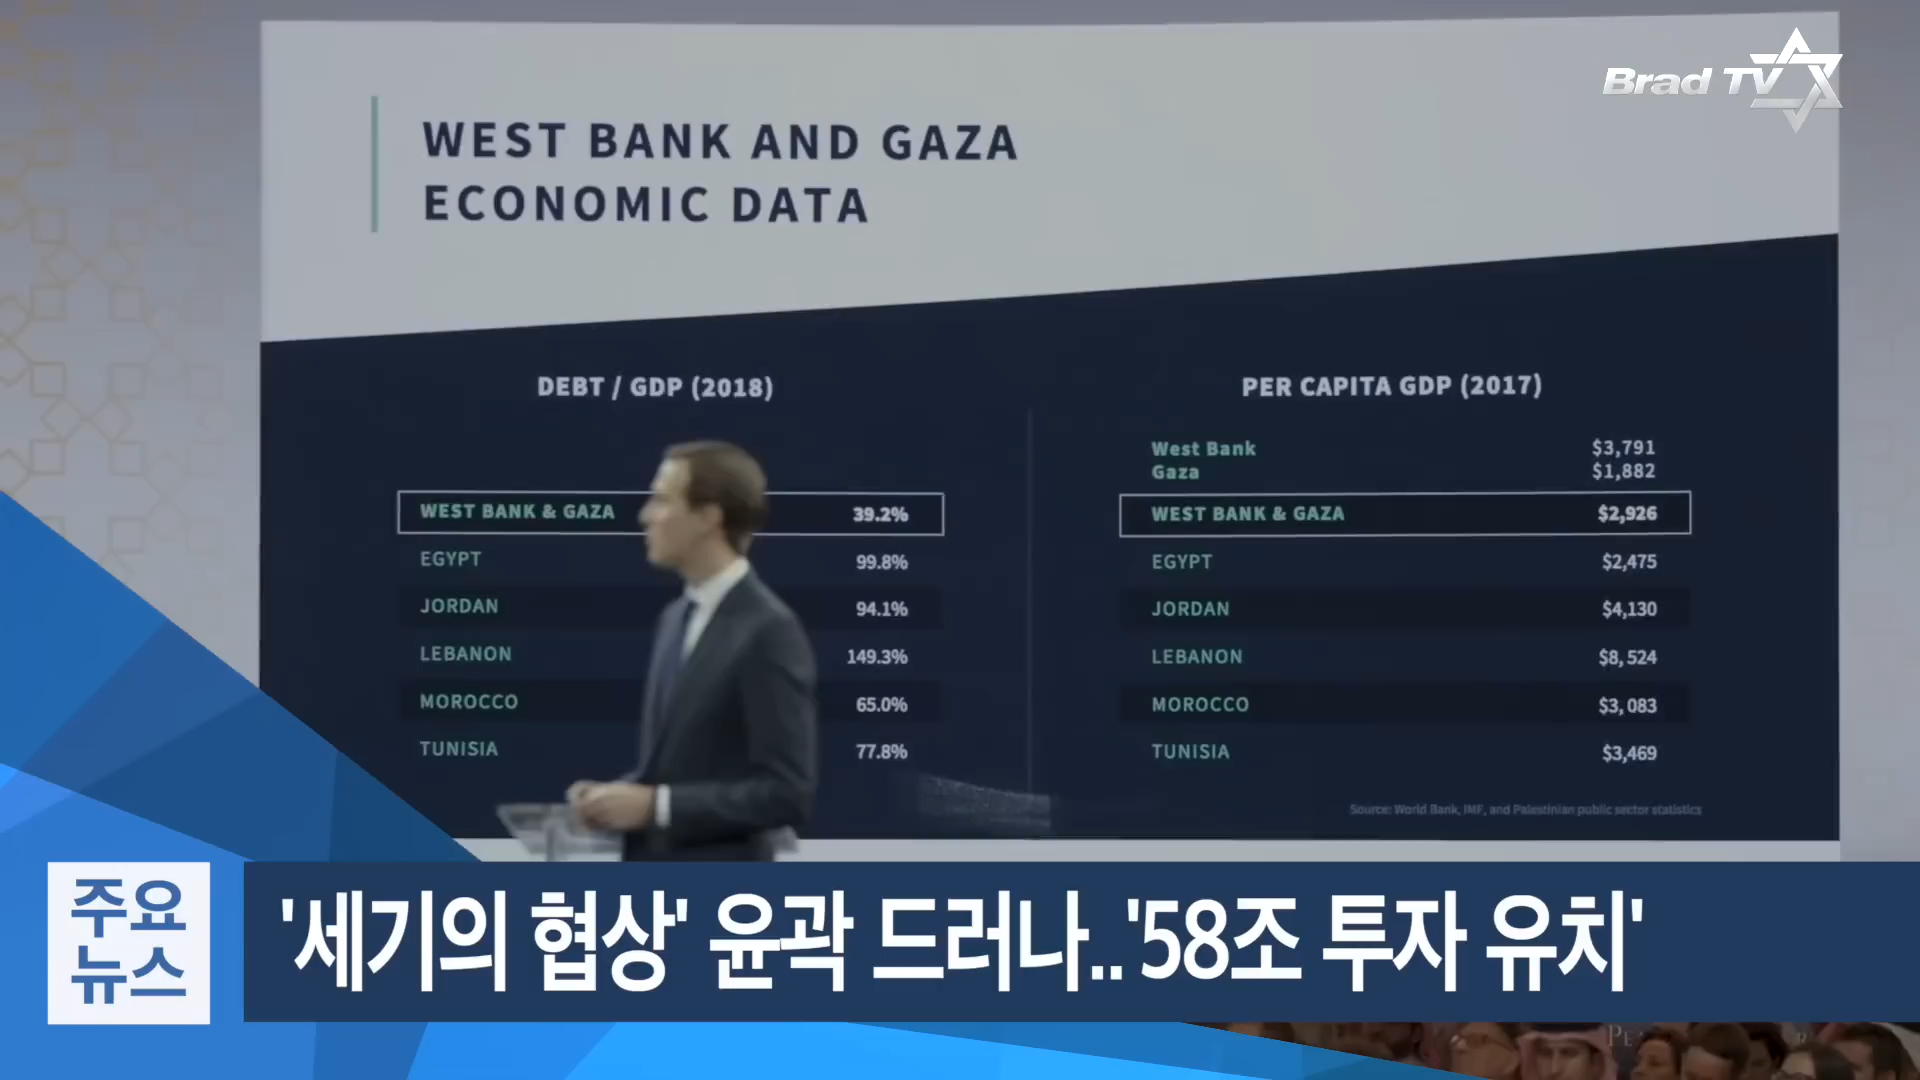 Brad TV
WEST BANK AND GAZA
ECONOMIC DATA
DEBT / GDP (2018)
WEST BANK & GAZA 39.2%
EGYPT 99.8%
JORDAN 94.1%
LEBANON 149.3%
MOROCCO 65.0%
TUNISIA 77.8%
PER CAPITA GDP (2017)
West Bank $3,791
Gaza $1,882
WEST BANK & GAZA $2,926
EGYPT $2,475
JORDAN $4,130
LEBANON $8,524
MOROCCO $3,083
TUNISIA $3,469
Source: World Bank, IMF, and Palestinian public sector statistics
주요
뉴스
'세기의 협상' 윤곽 드러나..'58조 투자 유치'